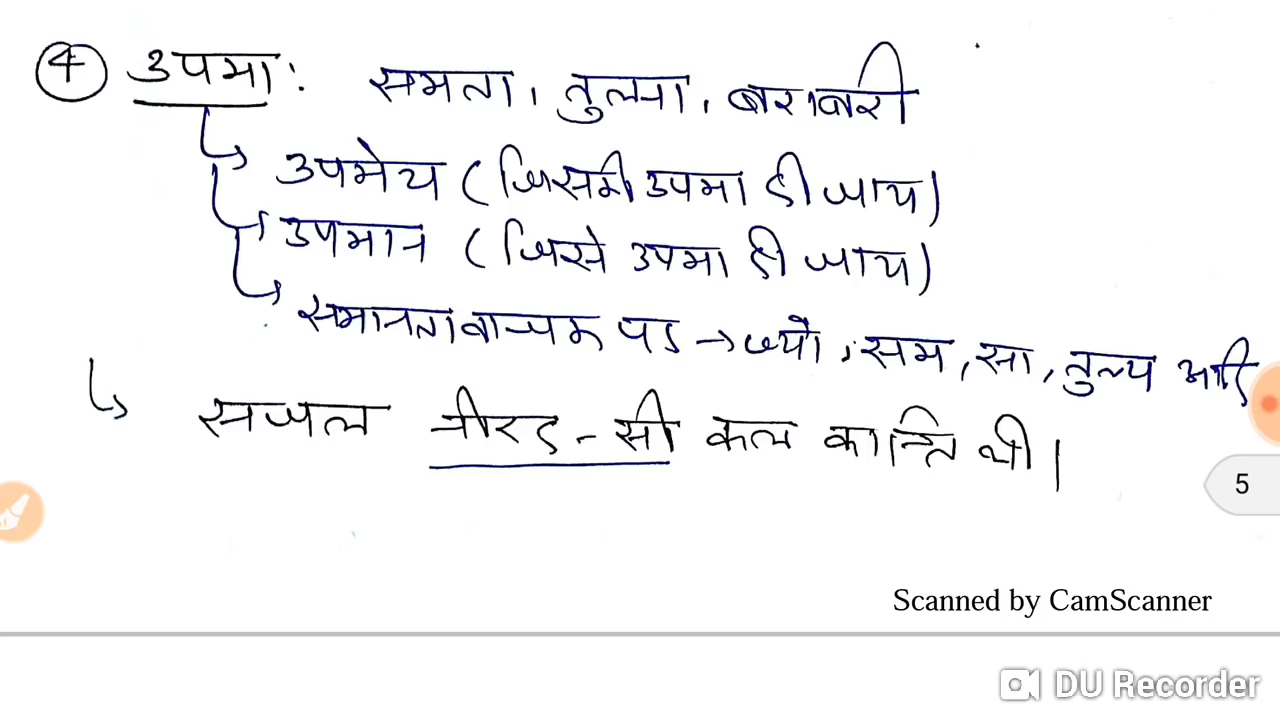 ④ उपमा : समता, तुलना, बराबरी
उपमेय (जिसकी उपमा दी जाय)
उपमान (जिसे उपमा दी जाय)
समानतावाचक पद → ज्यों, सम, सा, तुल्य आदि
सजल नीरद - सी कल कान्ति थी।
5
Scanned by CamScanner
DU Recorder